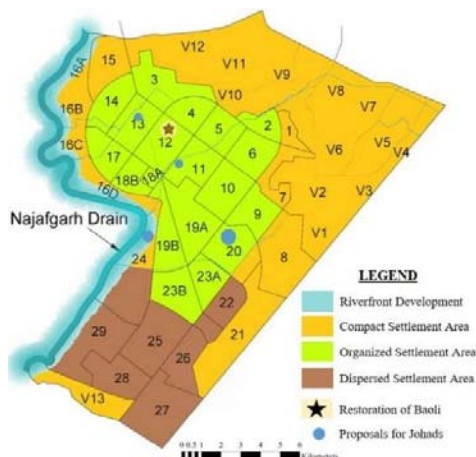 V12
15
16A
V11
V9
3
V10
V8
V7
14
4
16B
13
5
2
1
12
V5
16C
V6
V4
17
11
6
18B
18A
10
7
V2
V3
16D
9
Najafgarh Drain
19A
V1
19B
20
8
24
23A
23B
22
29
25
21
26
28
V13
27
LEGEND
Riverfront Development
Compact Settlement Area
Organized Settlement Area
Dispersed Settlement Area
Restoration of Baoli
Proposals for Johads
0 0.5 1 2 3 4 5 6
Kilometers